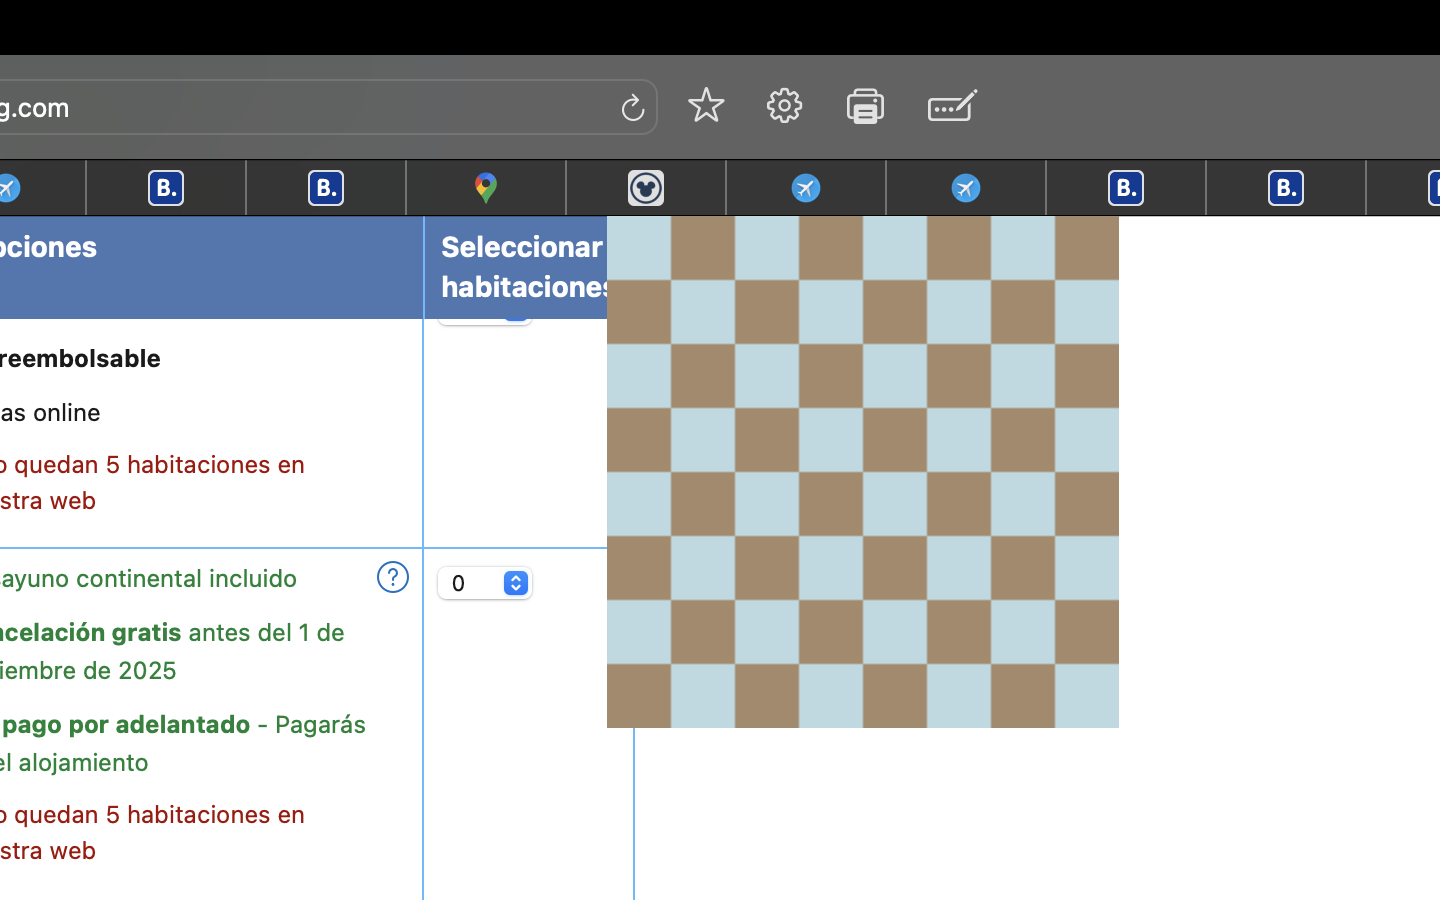 g.com
B.
B.
B.
B.
pciones
Seleccionar
habitaciones
reembolsable
as online
o quedan 5 habitaciones en
stra web
ayuno continental incluido
?
0
ncelación gratis antes del 1 de
iembre de 2025
pago por adelantado - Pagarás
el alojamiento
o quedan 5 habitaciones en
stra web